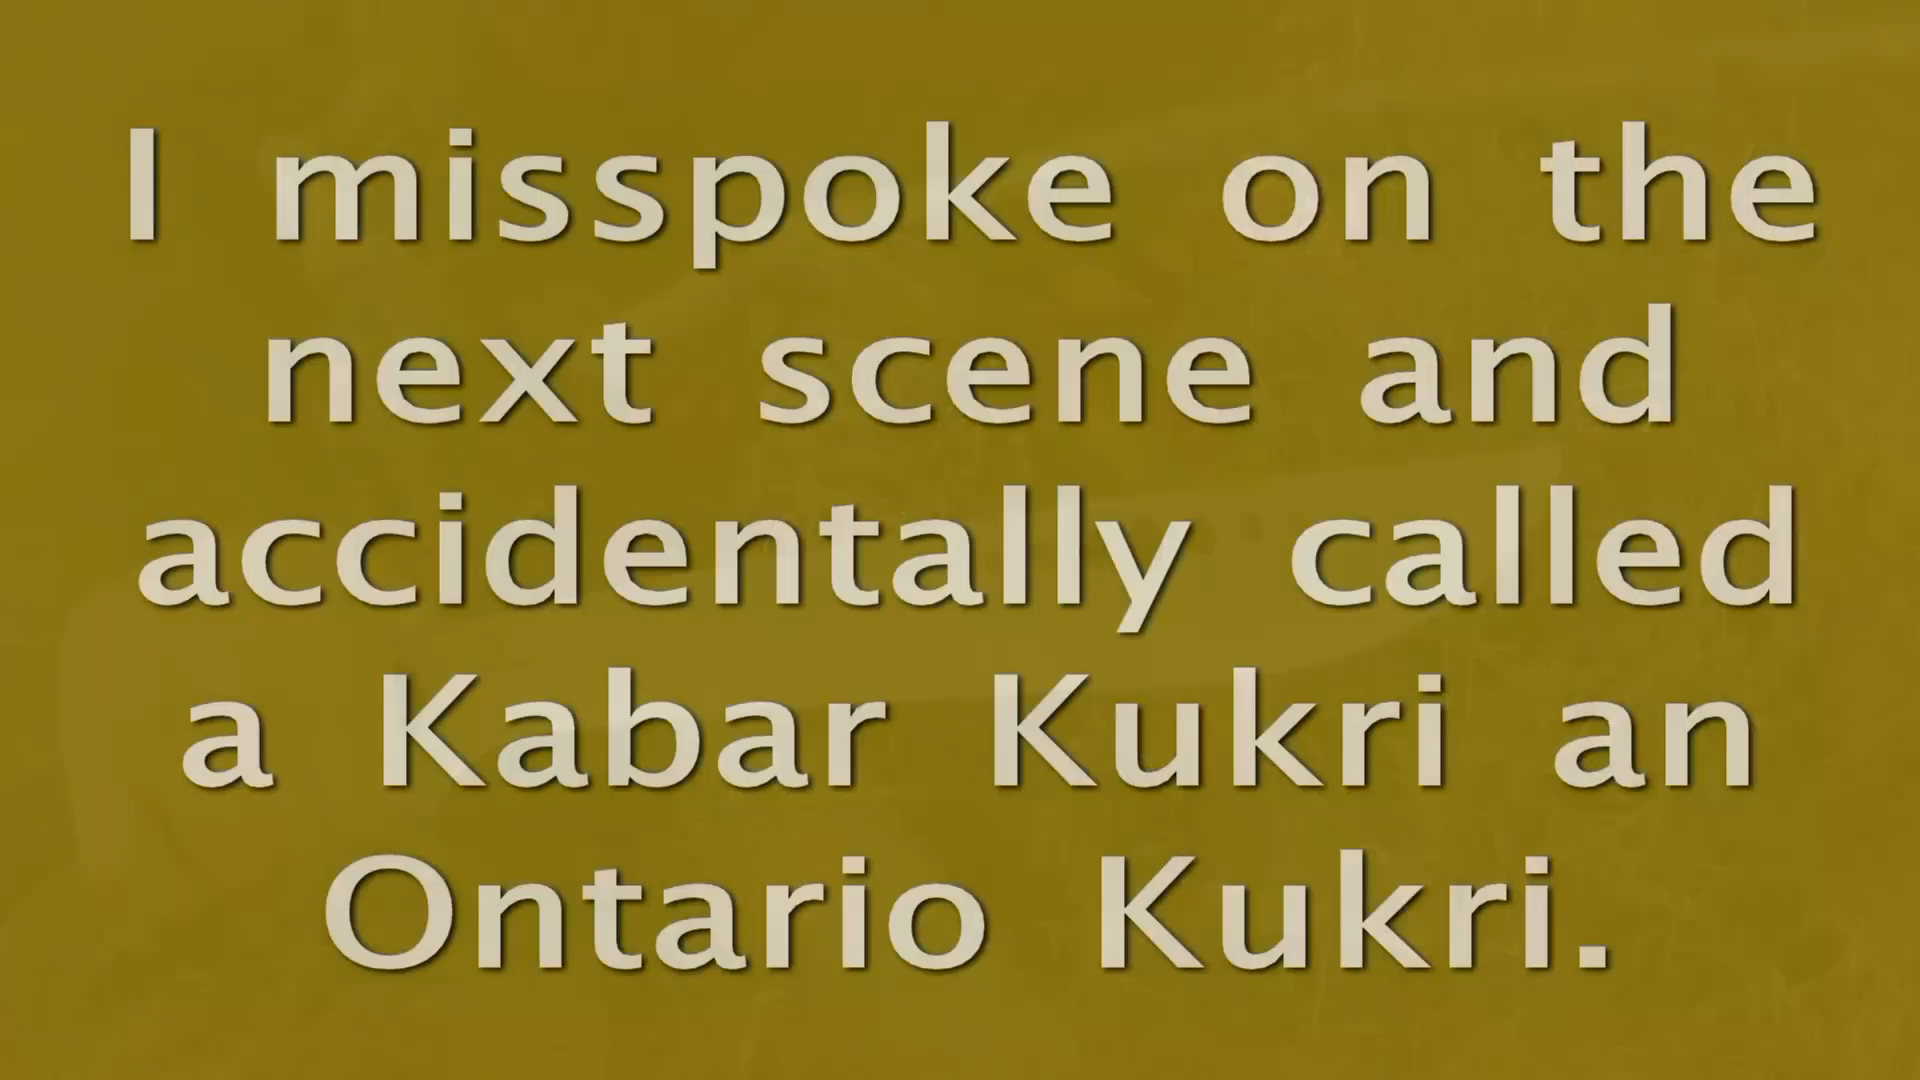 I misspoke on the
next scene and
accidentally called
a Kabar Kukri an
Ontario Kukri.